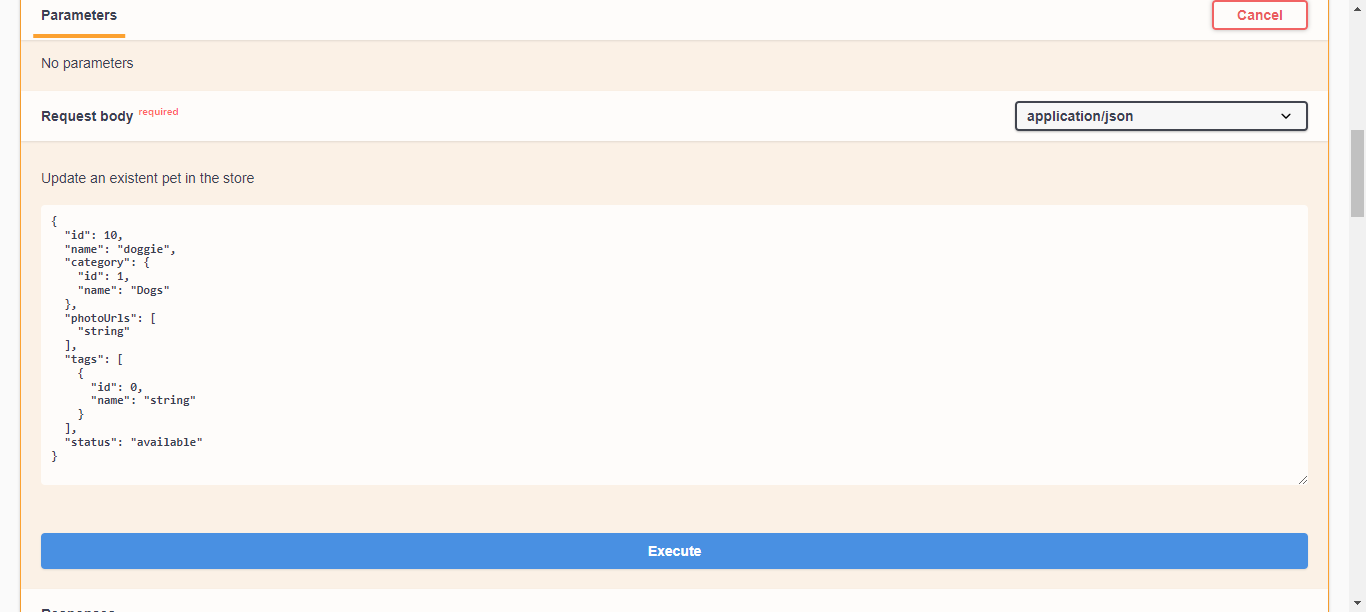 Parameters
Cancel
No parameters
Request body required
application/json
Update an existent pet in the store
{
  "id": 10,
  "name": "doggie",
  "category": {
    "id": 1,
    "name": "Dogs"
  },
  "photoUrls": [
    "string"
  ],
  "tags": [
    {
      "id": 0,
      "name": "string"
    }
  ],
  "status": "available"
}
Execute
Responses